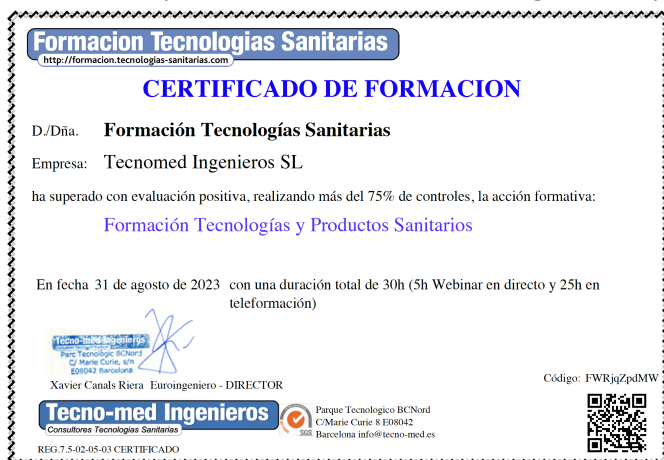 Formacion Tecnologias Sanitarias
http://formacion.tecnologias-sanitarias.com
CERTIFICADO DE FORMACION
D./Dña. Formación Tecnologías Sanitarias
Empresa: Tecnomed Ingenieros SL
ha superado con evaluación positiva, realizando más del 75% de controles, la acción formativa:
Formación Tecnologías y Productos Sanitarios
En fecha 31 de agosto de 2023 con una duración total de 30h (5h Webinar en directo y 25h en
teleformación)
Tecno-med Ingenieros
Parc Tecnològic BCNord
C/ Marie Curie, s/n
E08042 Barcelona
Xavier Canals Riera Euroingeniero - DIRECTOR
Código: FWRjqZpdMW
Tecno-med Ingenieros
Consultores Tecnologías Sanitarias
SGS
Parque Tecnologico BCNord
C/Marie Curie 8 E08042
Barcelona info@tecno-med.es
REG.7.5-02-05-03 CERTIFICADO